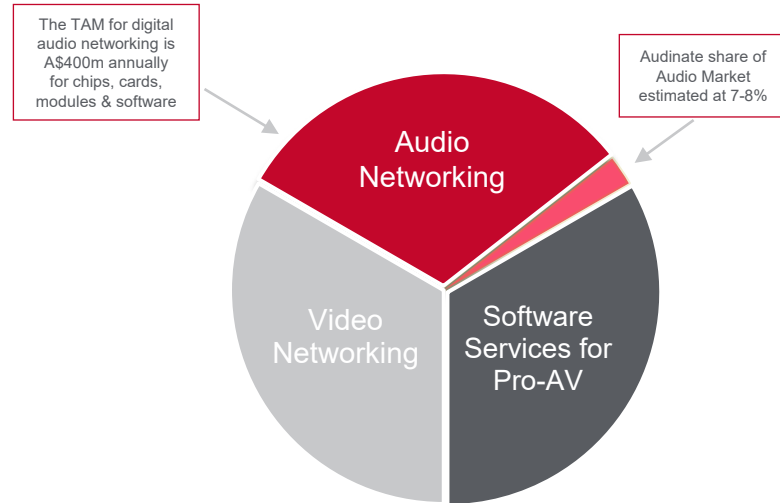 The TAM for digital
audio networking is
A$400m annually
for chips, cards,
modules & software
Audinate share of
Audio Market
estimated at 7-8%
Audio
Networking
Video
Networking
Software
Services for
Pro-AV